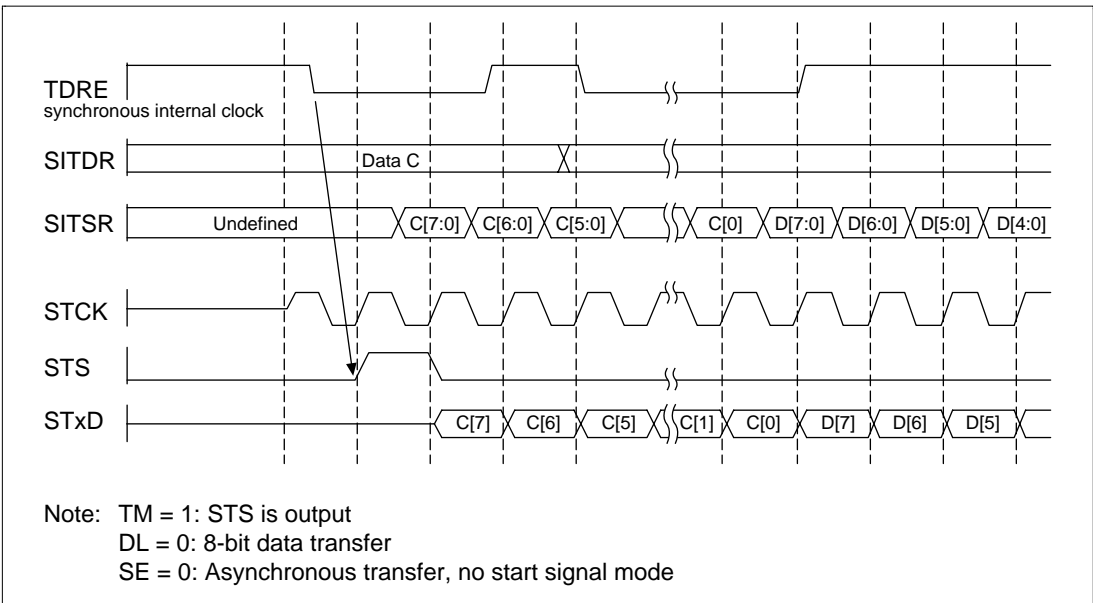 TDRE
synchronous internal clock
SITDR
Data C
SITSR
Undefined C[7:0] C[6:0] C[5:0] C[0] D[7:0] D[6:0] D[5:0] D[4:0]
STCK
STS
STxD
C[7] C[6] C[5] C[1] C[0] D[7] D[6] D[5]
Note: TM = 1: STS is output
DL = 0: 8-bit data transfer
SE = 0: Asynchronous transfer, no start signal mode